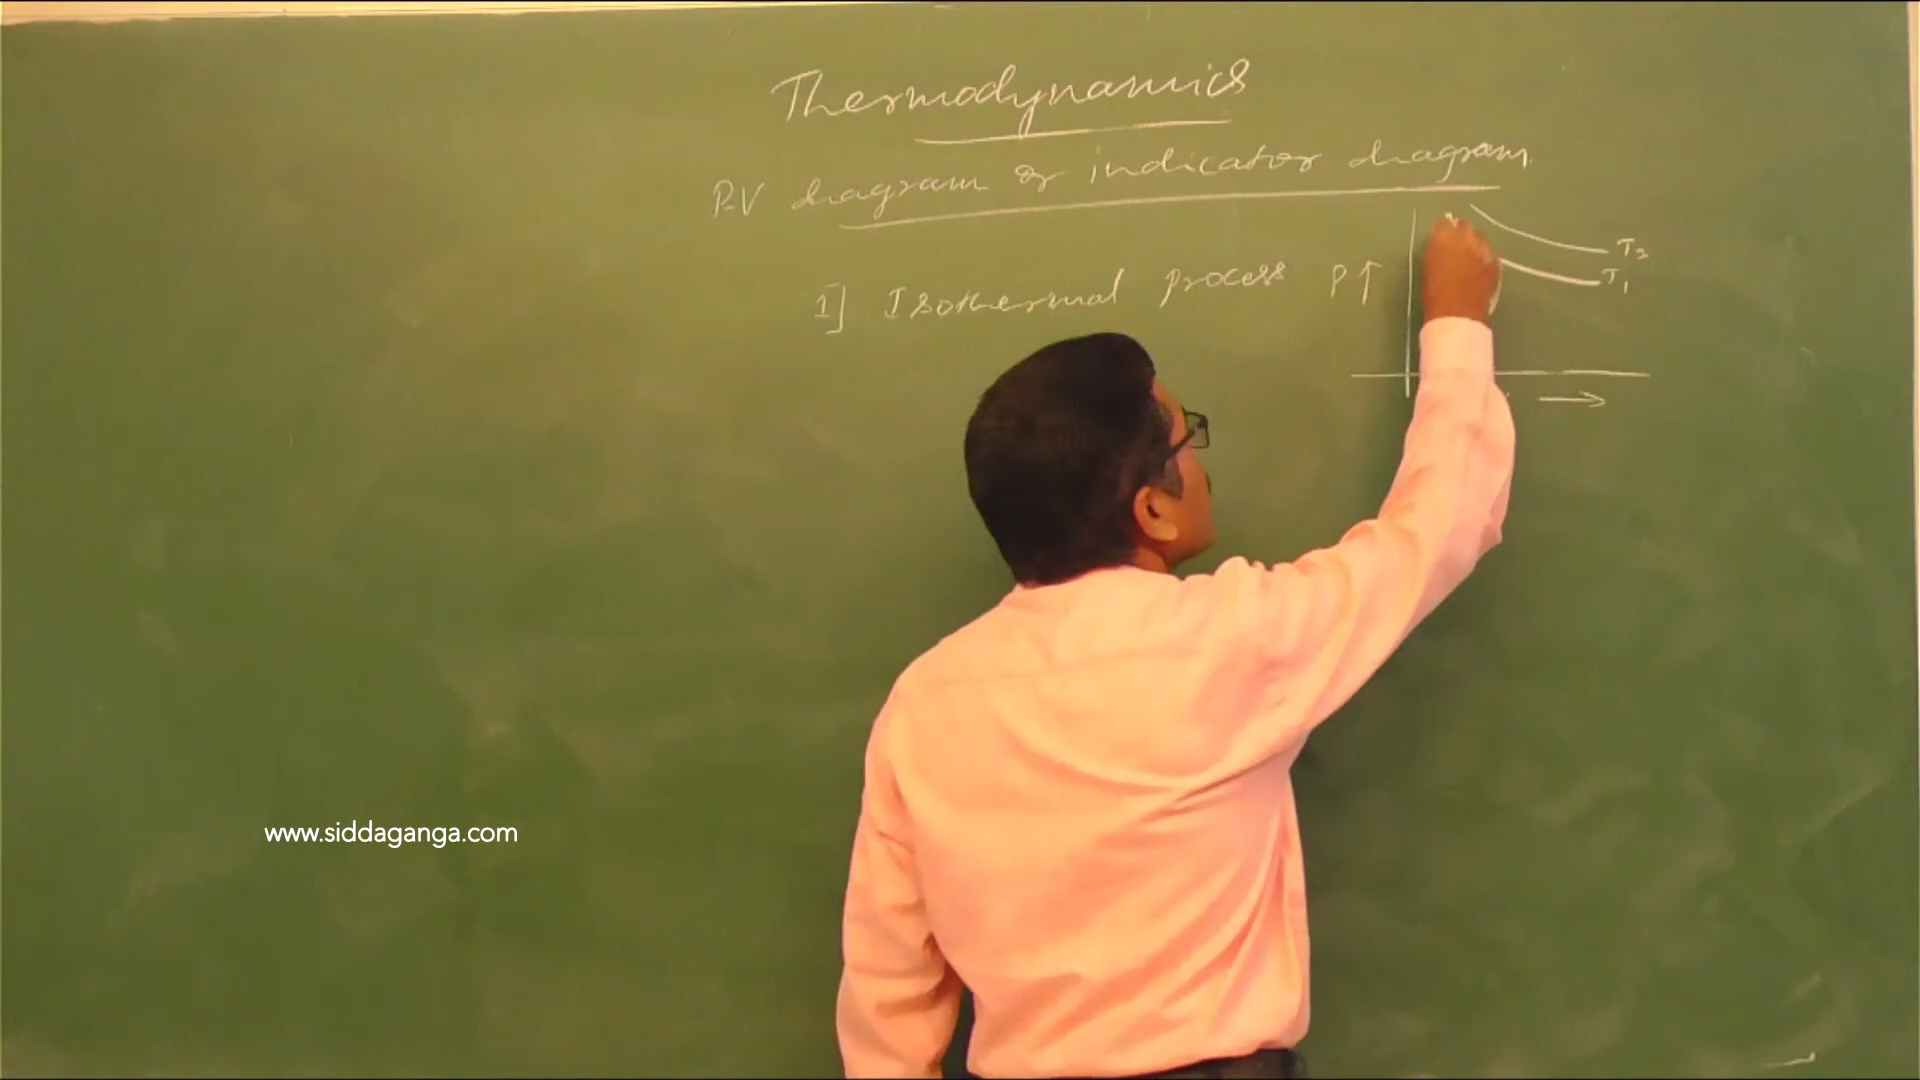 Thermodynamics
P-V diagram or indicator diagram
1] Isothermal process P↑
T2
T1
→
www.siddaganga.com